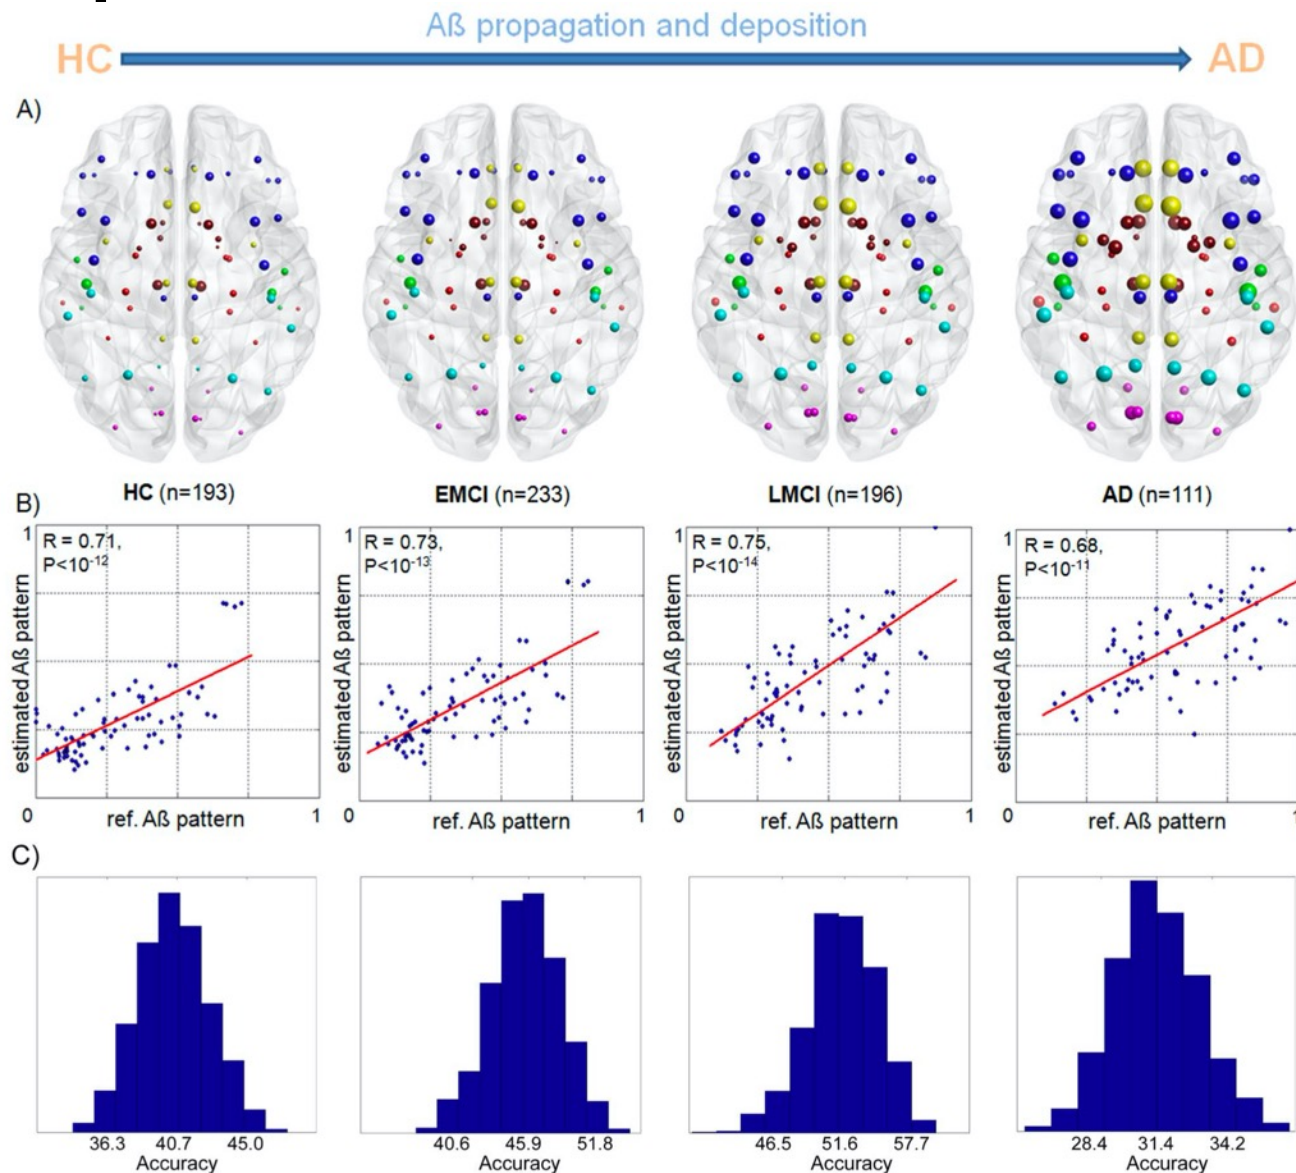 Aß propagation and deposition
HC AD
A)
HC (n=193) EMCI (n=233) LMCI (n=196) AD (n=111)
B)
1 1 1 1
R = 0.71, R = 0.73, R = 0.75, R = 0.68,
P<10-12 P<10-13 P<10-14 P<10-11
estimated Aß pattern estimated Aß pattern estimated Aß pattern estimated Aß pattern
0 ref. Aß pattern 1 0 ref. Aß pattern 1 0 ref. Aß pattern 1 0 ref. Aß pattern 1
C)
36.3 40.7 45.0 40.6 45.9 51.8 46.5 51.6 57.7 28.4 31.4 34.2
Accuracy Accuracy Accuracy Accuracy